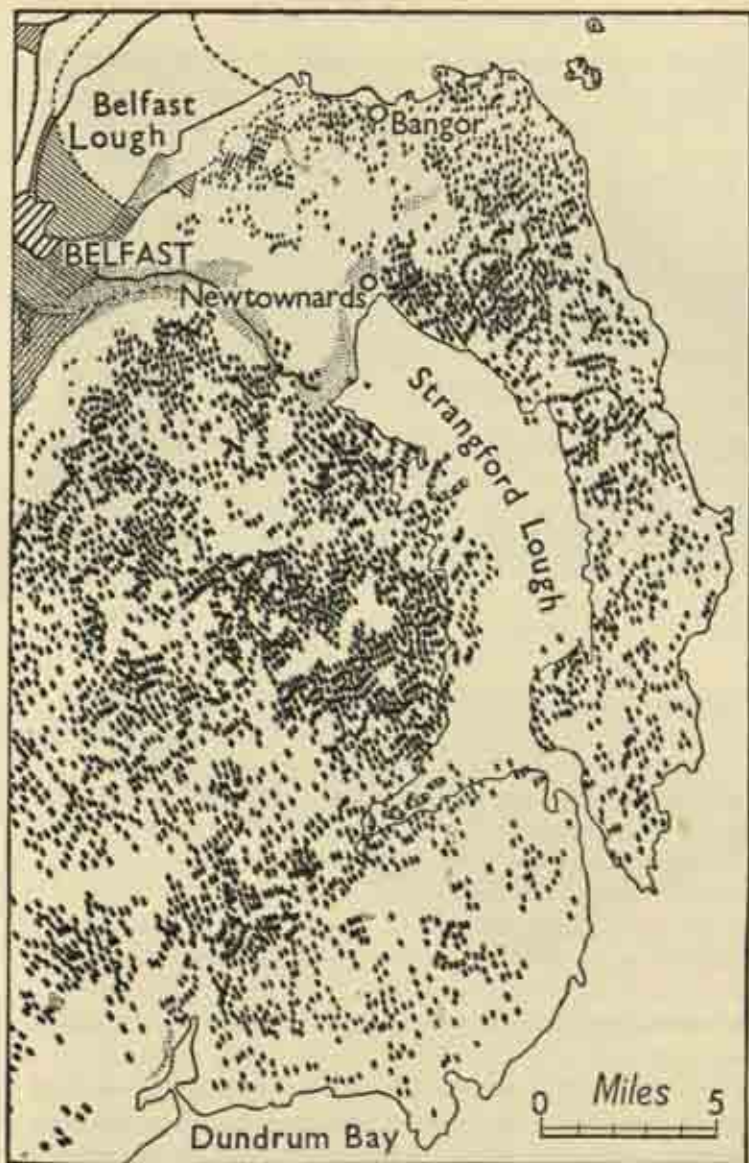 Belfast
Lough
Bangor
BELFAST
Newtownards
Strangford Lough
Miles
0 5
Dundrum Bay